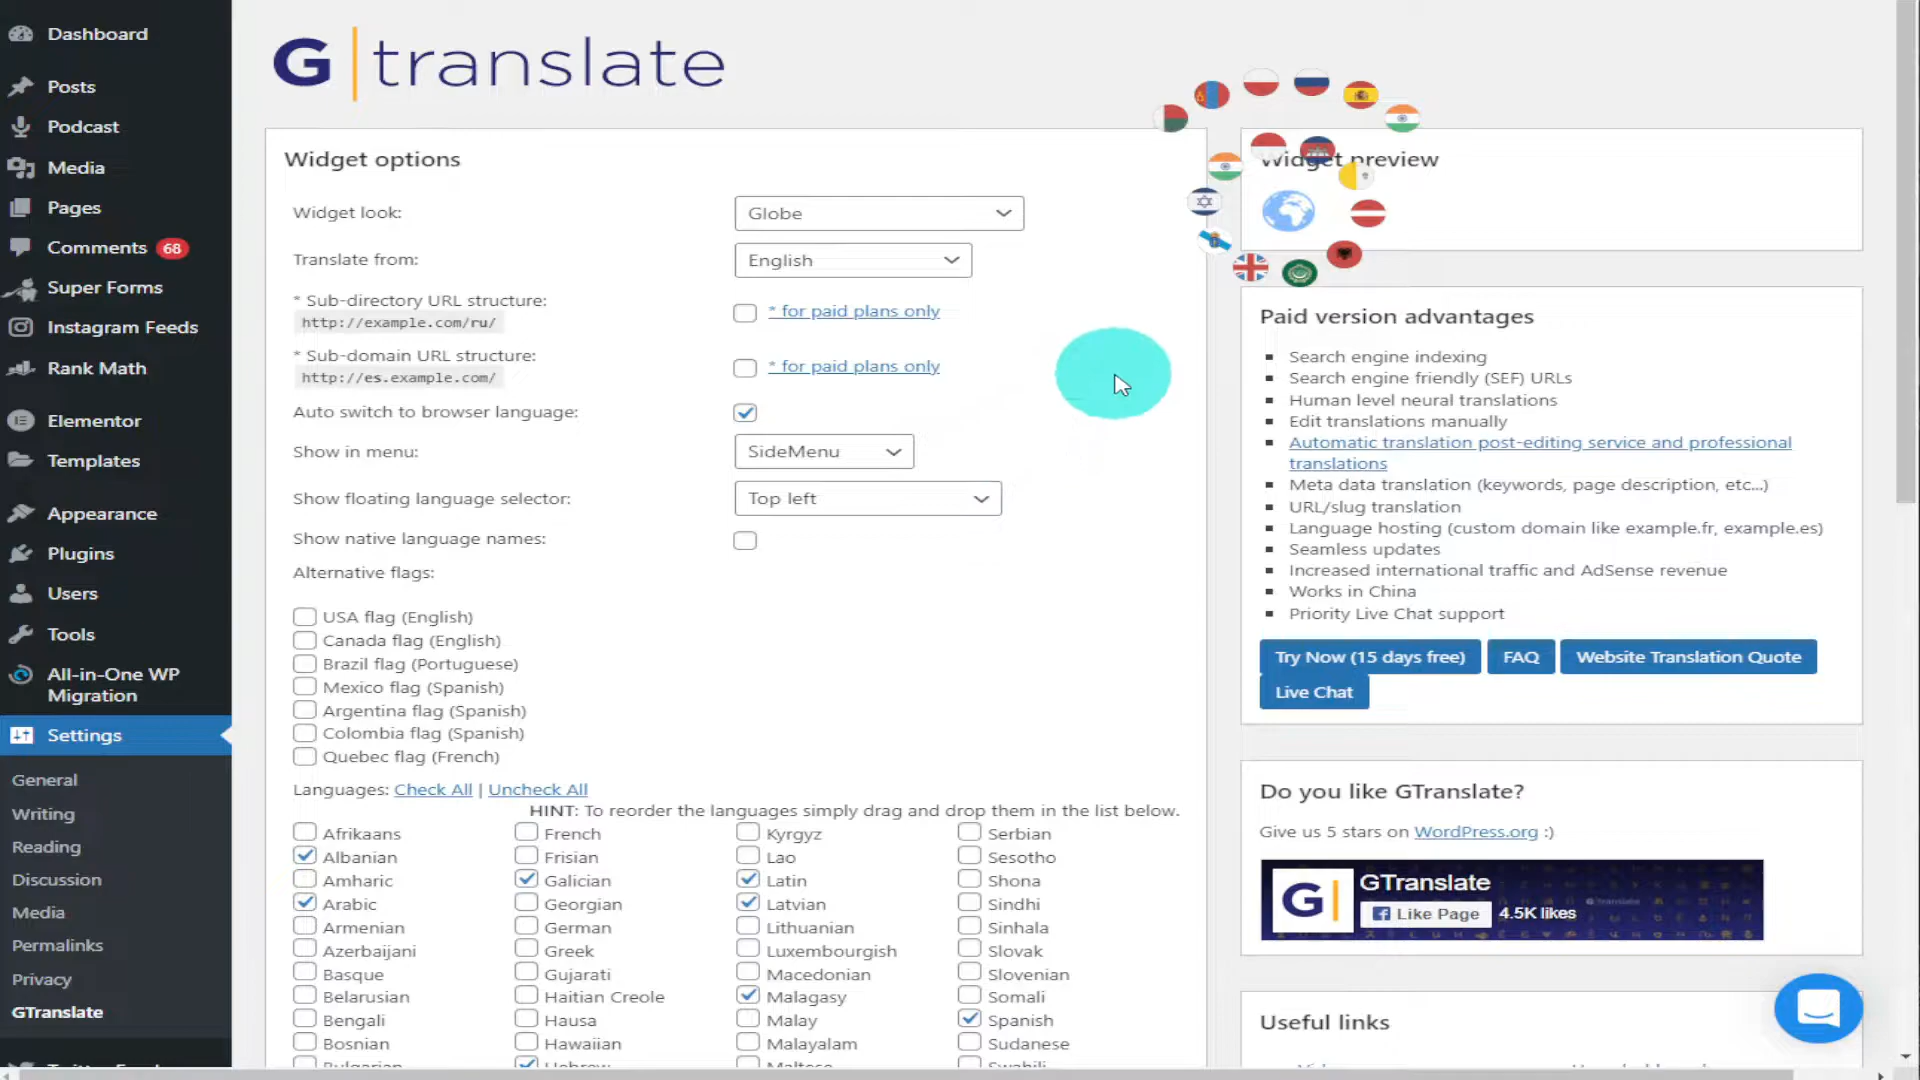 Dashboard
Posts
Podcast
Media
Pages
Comments 68
Super Forms
Instagram Feeds
Rank Math
Elementor
Templates
Appearance
Plugins
Users
Tools
All-in-One WP
Migration
Settings
General
Writing
Reading
Discussion
Media
Permalinks
Privacy
GTranslate
G translate
Widget options
Widget look: Globe
Translate from: English
* Sub-directory URL structure: * for paid plans only
http://example.com/ru/
* Sub-domain URL structure: * for paid plans only
http://es.example.com/
Auto switch to browser language:
Show in menu: SideMenu
Show floating language selector: Top left
Show native language names:
Alternative flags:
USA flag (English)
Canada flag (English)
Brazil flag (Portuguese)
Mexico flag (Spanish)
Argentina flag (Spanish)
Colombia flag (Spanish)
Quebec flag (French)
Languages: Check All | Uncheck All
HINT: To reorder the languages simply drag and drop them in the list below.
Afrikaans French Kyrgyz Serbian
Albanian Frisian Lao Sesotho
Amharic Galician Latin Shona
Arabic Georgian Latvian Sindhi
Armenian German Lithuanian Sinhala
Azerbaijani Greek Luxembourgish Slovak
Basque Gujarati Macedonian Slovenian
Belarusian Haitian Creole Malagasy Somali
Bengali Hausa Malay Spanish
Bosnian Hawaiian Malayalam Sudanese
Bulgarian Hebrew Maltese Swahili
Widget preview
Paid version advantages
Search engine indexing
Search engine friendly (SEF) URLs
Human level neural translations
Edit translations manually
Automatic translation post-editing service and professional
translations
Meta data translation (keywords, page description, etc...)
URL/slug translation
Language hosting (custom domain like example.fr, example.es)
Seamless updates
Increased international traffic and AdSense revenue
Works in China
Priority Live Chat support
Try Now (15 days free) FAQ Website Translation Quote
Live Chat
Do you like GTranslate?
Give us 5 stars on WordPress.org :)
G
GTranslate
Like Page 4.5K likes
Useful links